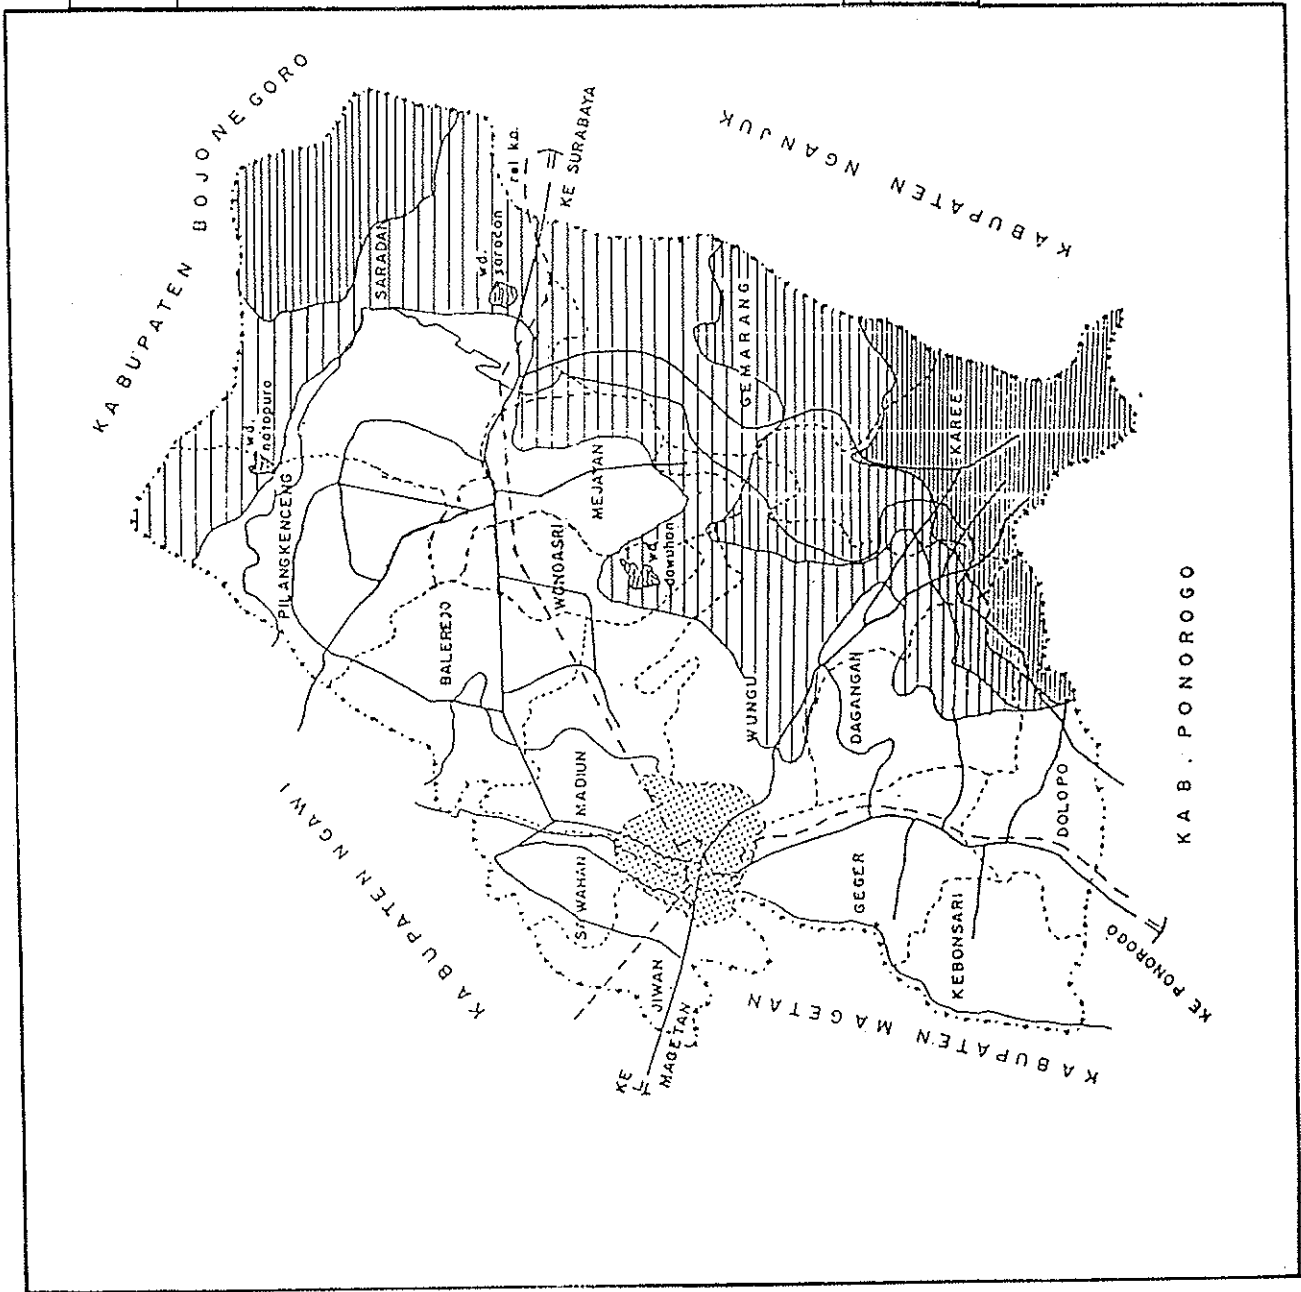 KABUPATEN BOJONEGORO
KE SURABAYA
rel k.a.
KABUPATEN NGANJUK
SARADAN
wd.
saradan
wd.
notopuro
PILANGKENCENG
GEMARANG
KAREE
MEJAYAN
WONOASRI
wd.
dawuhan
BALEREJO
WUNGU
DAGANGAN
MADIUN
SAWAHAN
JIWAN
KE
MAGETAN
GEGER
KEBONSARI
DOLOPO
KE PONOROGO
KABUPATEN NGAWI
KABUPATEN MAGETAN
KAB. PONOROGO